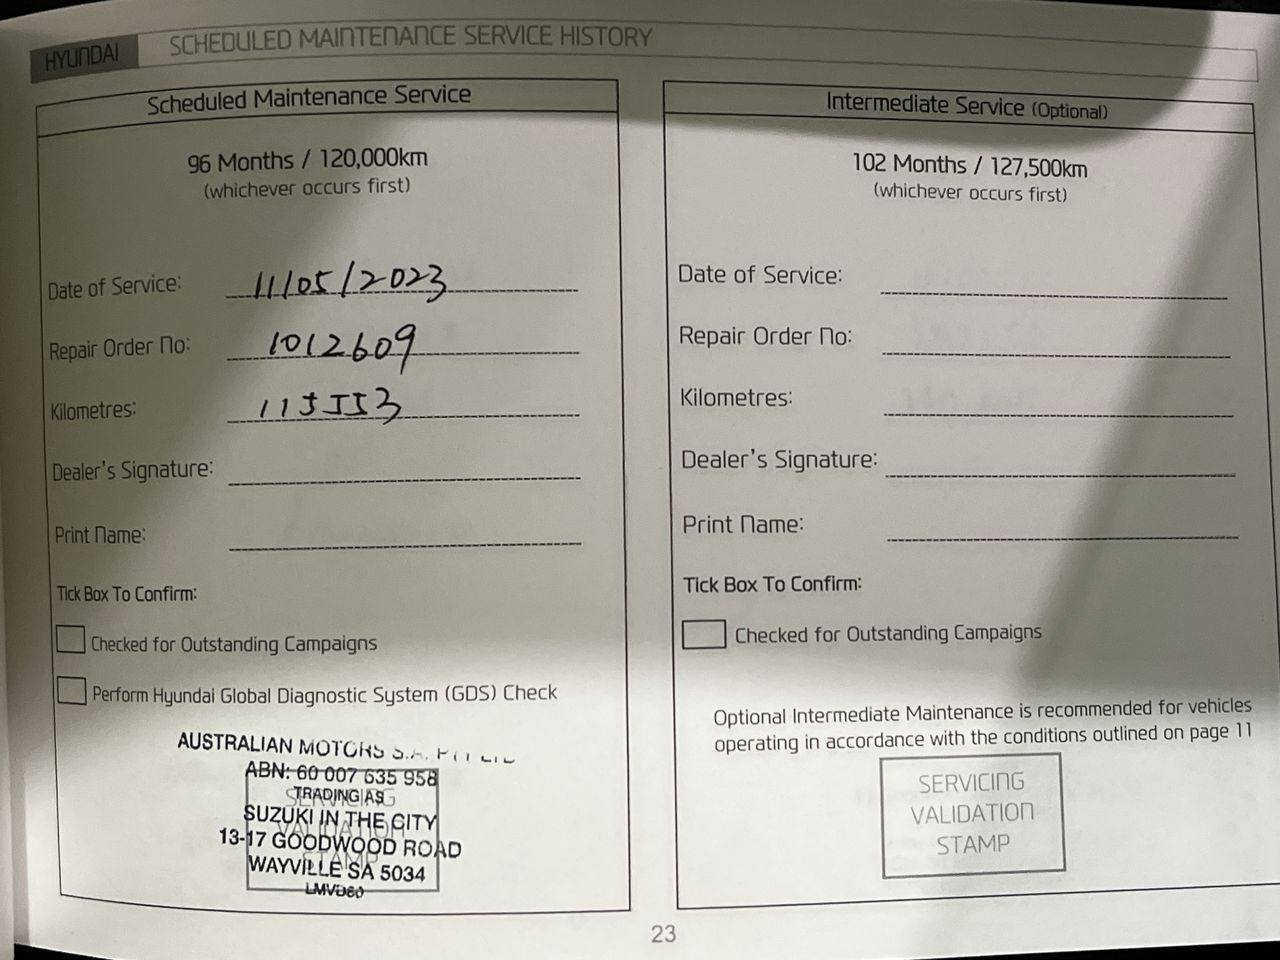 HYUNDAI
SCHEDULED MAINTENANCE SERVICE HISTORY
Scheduled Maintenance Service
96 Months / 120,000km
(whichever occurs first)
Date of Service: 11/05/2023
Repair Order No: 1012609
Kilometres: 115553
Dealer's Signature:
Print Name:
Tick Box To Confirm:
Checked for Outstanding Campaigns
Perform Hyundai Global Diagnostic System (GDS) Check
AUSTRALIAN MOTORS S.A.
ABN: 60 007 635 958
TRADING AS
SUZUKI IN THE CITY
13-17 GOODWOOD ROAD
WAYVILLE SA 5034
LMVD60
SERVICING
VALIDATION
STAMP
Intermediate Service (Optional)
102 Months / 127,500km
(whichever occurs first)
Date of Service:
Repair Order No:
Kilometres:
Dealer's Signature:
Print Name:
Tick Box To Confirm:
Checked for Outstanding Campaigns
Optional Intermediate Maintenance is recommended for vehicles
operating in accordance with the conditions outlined on page 11
SERVICING
VALIDATION
STAMP
23